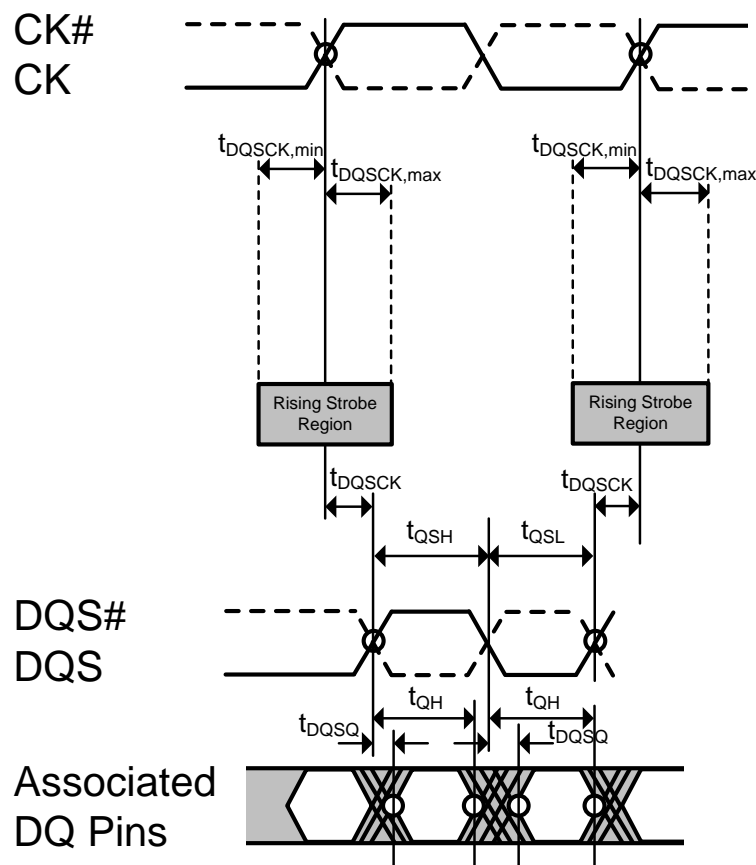 CK#
CK
tDQSCK,min
tDQSCK,min
tDQSCK,max
tDQSCK,max
Rising Strobe
Region
Rising Strobe
Region
tDQSCK
tDQSCK
tQSH
tQSL
DQS#
DQS
tQH
tQH
tDQSQ
tDQSQ
Associated
DQ Pins